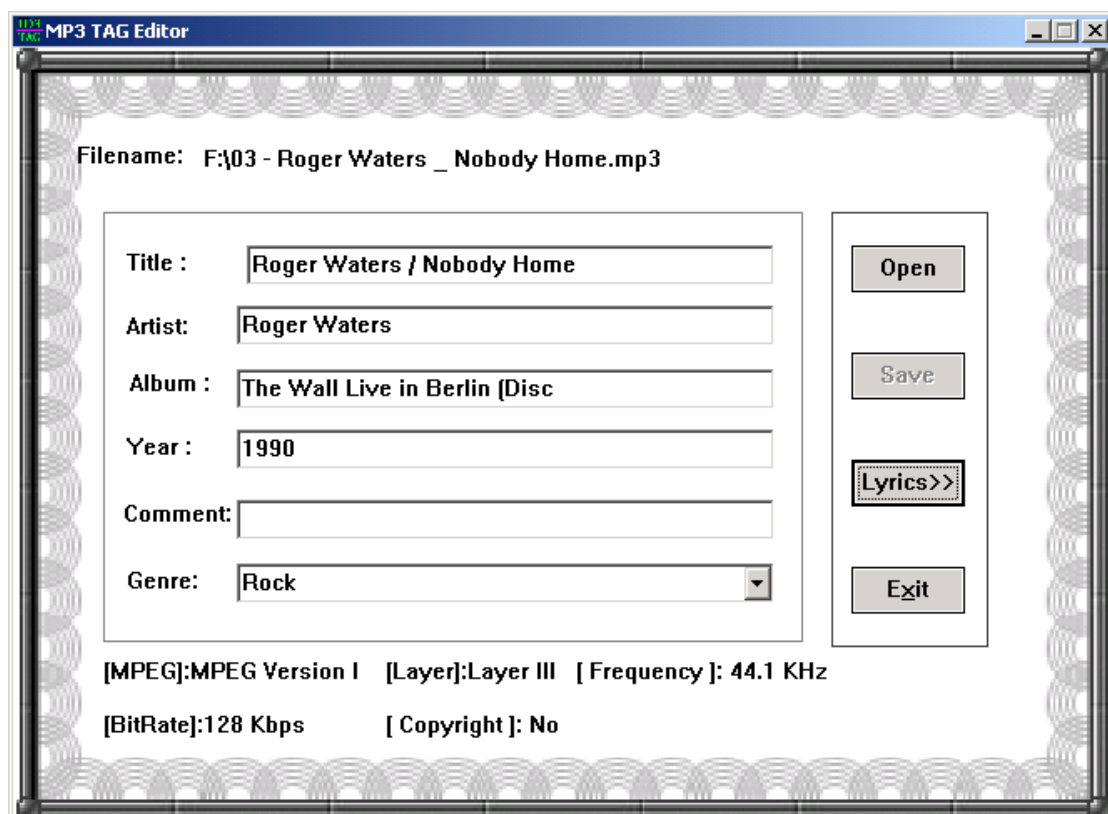 MP3 TAG Editor
Filename: F:\03 - Roger Waters _ Nobody Home.mp3
Title : Roger Waters / Nobody Home
Open
Artist: Roger Waters
Album : The Wall Live in Berlin (Disc
Save
Year : 1990
Lyrics>>
Comment:
Genre: Rock
Exit
[MPEG]:MPEG Version I [Layer]:Layer III [ Frequency ]: 44.1 KHz
[BitRate]:128 Kbps [ Copyright ]: No